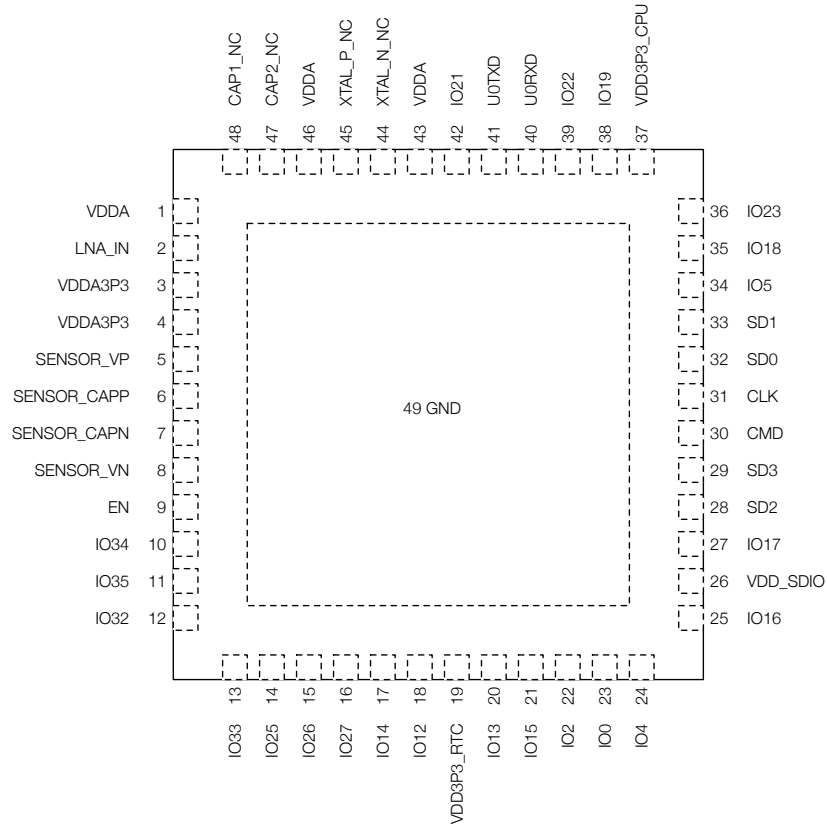 CAP1_NC
CAP2_NC
VDDA
XTAL_P_NC
XTAL_N_NC
VDDA
IO21
U0TXD
U0RXD
IO22
IO19
VDD3P3_CPU
48
47
46
45
44
43
42
41
40
39
38
37
VDDA 1
LNA_IN 2
VDDA3P3 3
VDDA3P3 4
SENSOR_VP 5
SENSOR_CAPP 6
SENSOR_CAPN 7
SENSOR_VN 8
EN 9
IO34 10
IO35 11
IO32 12
49 GND
36 IO23
35 IO18
34 IO5
33 SD1
32 SD0
31 CLK
30 CMD
29 SD3
28 SD2
27 IO17
26 VDD_SDIO
25 IO16
13
14
15
16
17
18
19
20
21
22
23
24
IO33
IO25
IO26
IO27
IO14
IO12
VDD3P3_RTC
IO13
IO15
IO2
IO0
IO4